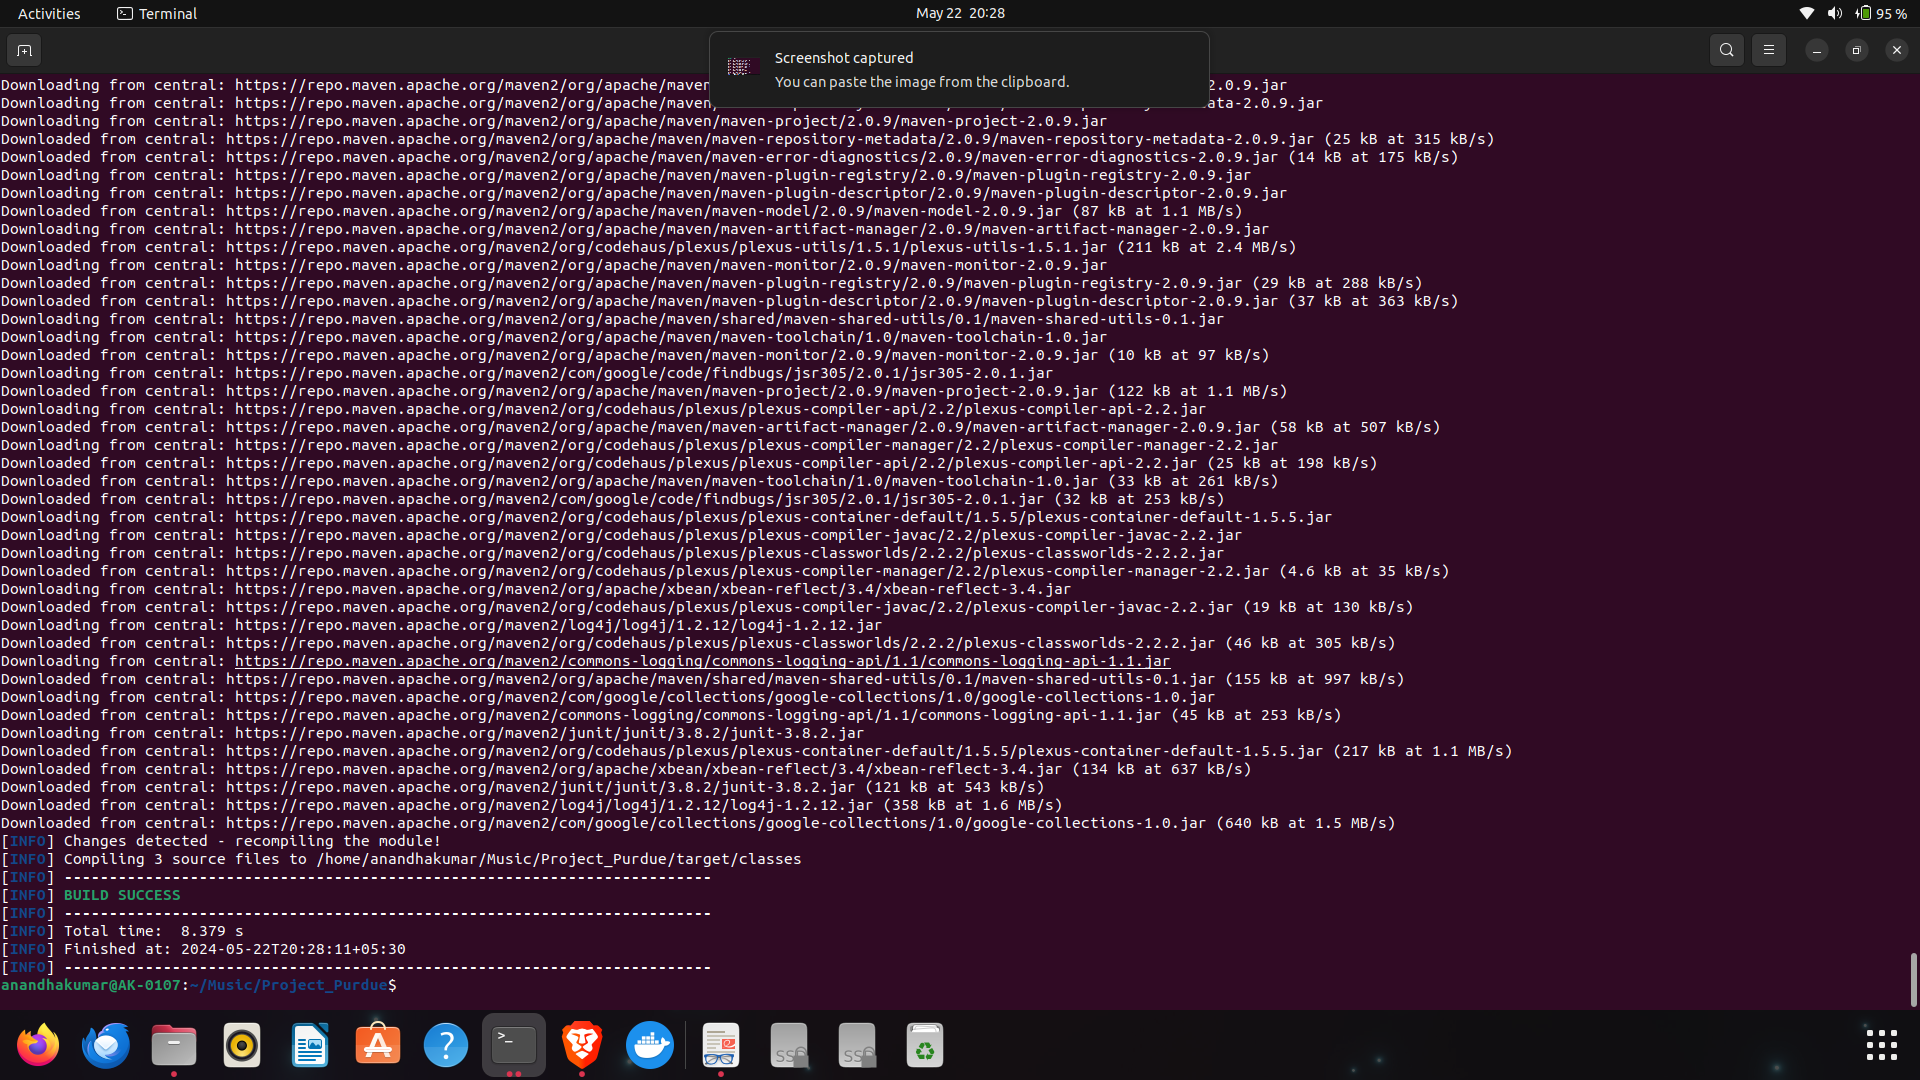 Activities
Terminal
May 22 20:28
95 %
Screenshot captured
You can paste the image from the clipboard.
Downloading from central: https://repo.maven.apache.org/maven2/org/apache/maven 2.0.9.jar
Downloading from central: https://repo.maven.apache.org/maven2/org/apache/maven/ data-2.0.9.jar
Downloading from central: https://repo.maven.apache.org/maven2/org/apache/maven/maven-project/2.0.9/maven-project-2.0.9.jar
Downloaded from central: https://repo.maven.apache.org/maven2/org/apache/maven/maven-repository-metadata/2.0.9/maven-repository-metadata-2.0.9.jar (25 kB at 315 kB/s)
Downloaded from central: https://repo.maven.apache.org/maven2/org/apache/maven/maven-error-diagnostics/2.0.9/maven-error-diagnostics-2.0.9.jar (14 kB at 175 kB/s)
Downloading from central: https://repo.maven.apache.org/maven2/org/apache/maven/maven-plugin-registry/2.0.9/maven-plugin-registry-2.0.9.jar
Downloading from central: https://repo.maven.apache.org/maven2/org/apache/maven/maven-plugin-descriptor/2.0.9/maven-plugin-descriptor-2.0.9.jar
Downloaded from central: https://repo.maven.apache.org/maven2/org/apache/maven/maven-model/2.0.9/maven-model-2.0.9.jar (87 kB at 1.1 MB/s)
Downloading from central: https://repo.maven.apache.org/maven2/org/apache/maven/maven-artifact-manager/2.0.9/maven-artifact-manager-2.0.9.jar
Downloaded from central: https://repo.maven.apache.org/maven2/org/codehaus/plexus/plexus-utils/1.5.1/plexus-utils-1.5.1.jar (211 kB at 2.4 MB/s)
Downloading from central: https://repo.maven.apache.org/maven2/org/apache/maven/maven-monitor/2.0.9/maven-monitor-2.0.9.jar
Downloaded from central: https://repo.maven.apache.org/maven2/org/apache/maven/maven-plugin-registry/2.0.9/maven-plugin-registry-2.0.9.jar (29 kB at 288 kB/s)
Downloaded from central: https://repo.maven.apache.org/maven2/org/apache/maven/maven-plugin-descriptor/2.0.9/maven-plugin-descriptor-2.0.9.jar (37 kB at 363 kB/s)
Downloading from central: https://repo.maven.apache.org/maven2/org/apache/maven/shared/maven-shared-utils/0.1/maven-shared-utils-0.1.jar
Downloading from central: https://repo.maven.apache.org/maven2/org/apache/maven/maven-toolchain/1.0/maven-toolchain-1.0.jar
Downloaded from central: https://repo.maven.apache.org/maven2/org/apache/maven/maven-monitor/2.0.9/maven-monitor-2.0.9.jar (10 kB at 97 kB/s)
Downloading from central: https://repo.maven.apache.org/maven2/com/google/code/findbugs/jsr305/2.0.1/jsr305-2.0.1.jar
Downloaded from central: https://repo.maven.apache.org/maven2/org/apache/maven/maven-project/2.0.9/maven-project-2.0.9.jar (122 kB at 1.1 MB/s)
Downloading from central: https://repo.maven.apache.org/maven2/org/codehaus/plexus/plexus-compiler-api/2.2/plexus-compiler-api-2.2.jar
Downloaded from central: https://repo.maven.apache.org/maven2/org/apache/maven/maven-artifact-manager/2.0.9/maven-artifact-manager-2.0.9.jar (58 kB at 507 kB/s)
Downloading from central: https://repo.maven.apache.org/maven2/org/codehaus/plexus/plexus-compiler-manager/2.2/plexus-compiler-manager-2.2.jar
Downloaded from central: https://repo.maven.apache.org/maven2/org/codehaus/plexus/plexus-compiler-api/2.2/plexus-compiler-api-2.2.jar (25 kB at 198 kB/s)
Downloaded from central: https://repo.maven.apache.org/maven2/org/apache/maven/maven-toolchain/1.0/maven-toolchain-1.0.jar (33 kB at 261 kB/s)
Downloaded from central: https://repo.maven.apache.org/maven2/com/google/code/findbugs/jsr305/2.0.1/jsr305-2.0.1.jar (32 kB at 253 kB/s)
Downloading from central: https://repo.maven.apache.org/maven2/org/codehaus/plexus/plexus-container-default/1.5.5/plexus-container-default-1.5.5.jar
Downloading from central: https://repo.maven.apache.org/maven2/org/codehaus/plexus/plexus-compiler-javac/2.2/plexus-compiler-javac-2.2.jar
Downloading from central: https://repo.maven.apache.org/maven2/org/codehaus/plexus/plexus-classworlds/2.2.2/plexus-classworlds-2.2.2.jar
Downloaded from central: https://repo.maven.apache.org/maven2/org/codehaus/plexus/plexus-compiler-manager/2.2/plexus-compiler-manager-2.2.jar (4.6 kB at 35 kB/s)
Downloading from central: https://repo.maven.apache.org/maven2/org/apache/xbean/xbean-reflect/3.4/xbean-reflect-3.4.jar
Downloaded from central: https://repo.maven.apache.org/maven2/org/codehaus/plexus/plexus-compiler-javac/2.2/plexus-compiler-javac-2.2.jar (19 kB at 130 kB/s)
Downloading from central: https://repo.maven.apache.org/maven2/log4j/log4j/1.2.12/log4j-1.2.12.jar
Downloaded from central: https://repo.maven.apache.org/maven2/org/codehaus/plexus/plexus-classworlds/2.2.2/plexus-classworlds-2.2.2.jar (46 kB at 305 kB/s)
Downloading from central: https://repo.maven.apache.org/maven2/commons-logging/commons-logging-api/1.1/commons-logging-api-1.1.jar
Downloaded from central: https://repo.maven.apache.org/maven2/org/apache/maven/shared/maven-shared-utils/0.1/maven-shared-utils-0.1.jar (155 kB at 997 kB/s)
Downloading from central: https://repo.maven.apache.org/maven2/com/google/collections/google-collections/1.0/google-collections-1.0.jar
Downloaded from central: https://repo.maven.apache.org/maven2/commons-logging/commons-logging-api/1.1/commons-logging-api-1.1.jar (45 kB at 253 kB/s)
Downloading from central: https://repo.maven.apache.org/maven2/junit/junit/3.8.2/junit-3.8.2.jar
Downloaded from central: https://repo.maven.apache.org/maven2/org/codehaus/plexus/plexus-container-default/1.5.5/plexus-container-default-1.5.5.jar (217 kB at 1.1 MB/s)
Downloaded from central: https://repo.maven.apache.org/maven2/org/apache/xbean/xbean-reflect/3.4/xbean-reflect-3.4.jar (134 kB at 637 kB/s)
Downloaded from central: https://repo.maven.apache.org/maven2/junit/junit/3.8.2/junit-3.8.2.jar (121 kB at 543 kB/s)
Downloaded from central: https://repo.maven.apache.org/maven2/log4j/log4j/1.2.12/log4j-1.2.12.jar (358 kB at 1.6 MB/s)
Downloaded from central: https://repo.maven.apache.org/maven2/com/google/collections/google-collections/1.0/google-collections-1.0.jar (640 kB at 1.5 MB/s)
[INFO] Changes detected - recompiling the module!
[INFO] Compiling 3 source files to /home/anandhakumar/Music/Project_Purdue/target/classes
[INFO] ------------------------------------------------------------------------
[INFO] BUILD SUCCESS
[INFO] ------------------------------------------------------------------------
[INFO] Total time:  8.379 s
[INFO] Finished at: 2024-05-22T20:28:11+05:30
[INFO] ------------------------------------------------------------------------
anandhakumar@AK-0107:~/Music/Project_Purdue$